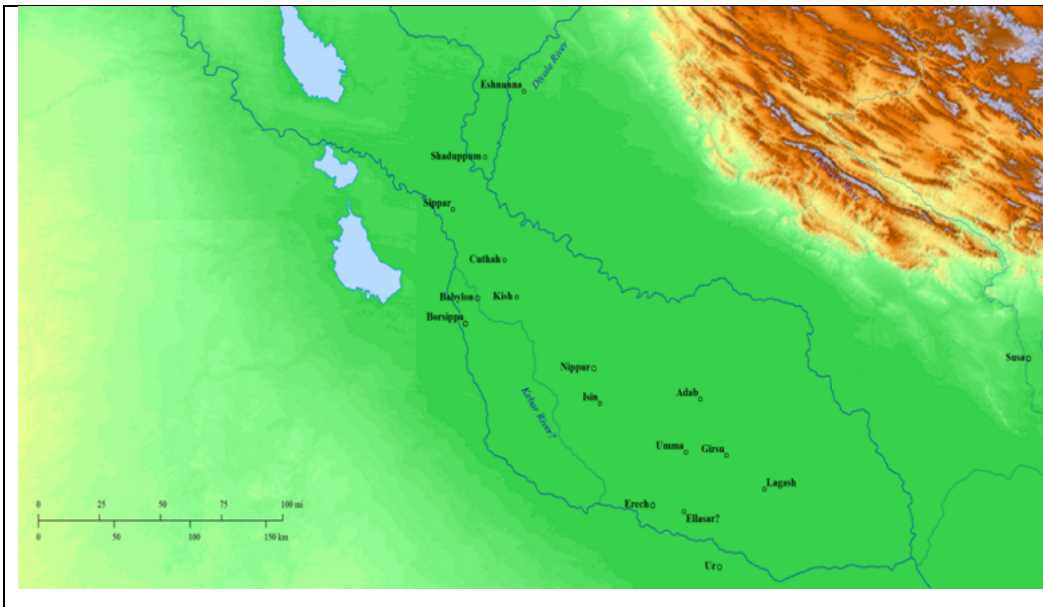 Eshnunna
Diyala River
Shaduppum
Sippar
Cuthah
Babylon
Kish
Borsippa
Susa
Nippur
Isin
Adab
Kebar River?
Umma
Girsu
Lagash
Erech
Ellasar?
Ur
0 25 50 75 100 mi
0 50 100 150 km